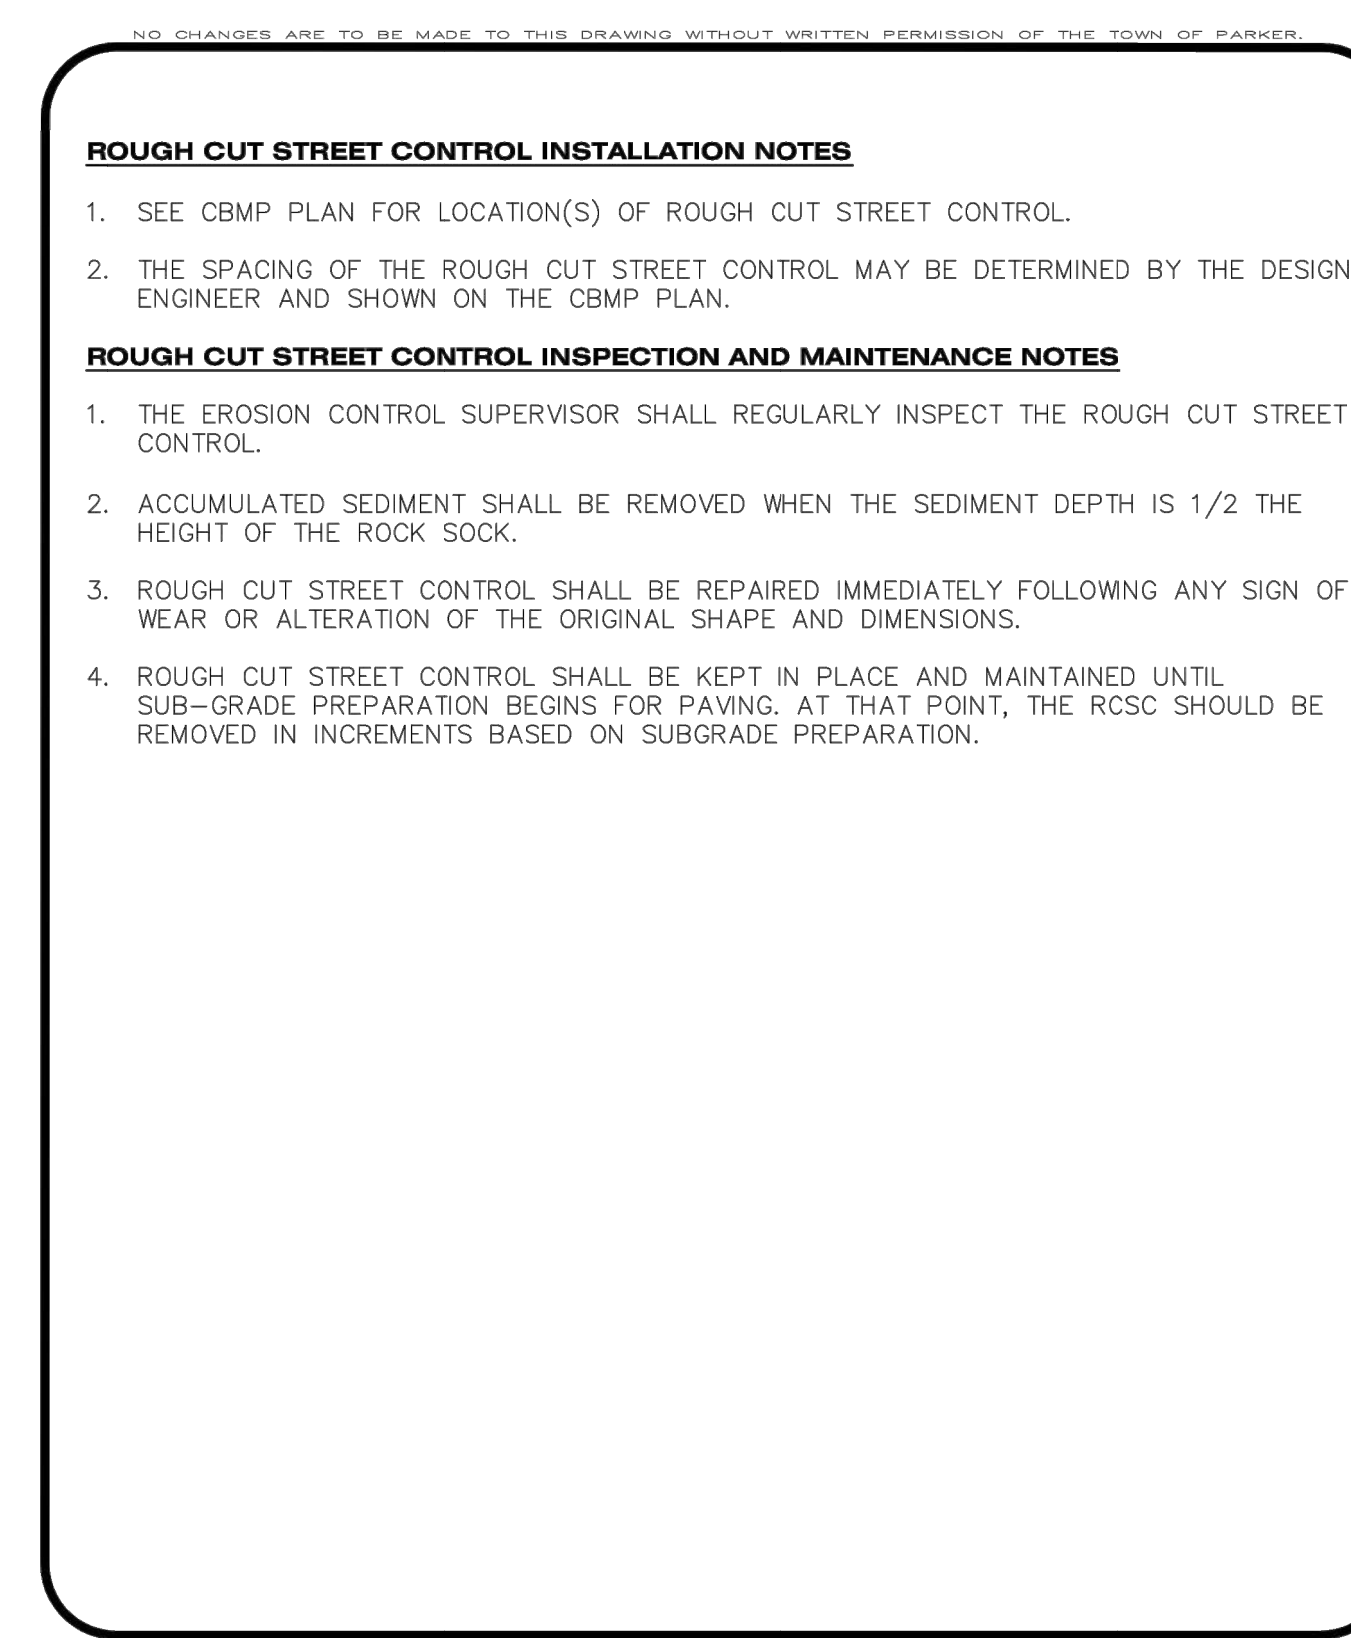 NO CHANGES ARE TO BE MADE TO THIS DRAWING WITHOUT WRITTEN PERMISSION OF THE TOWN OF PARKER.
ROUGH CUT STREET CONTROL INSTALLATION NOTES
1. SEE CBMP PLAN FOR LOCATION(S) OF ROUGH CUT STREET CONTROL.
2. THE SPACING OF THE ROUGH CUT STREET CONTROL MAY BE DETERMINED BY THE DESIGN
ENGINEER AND SHOWN ON THE CBMP PLAN.
ROUGH CUT STREET CONTROL INSPECTION AND MAINTENANCE NOTES
1. THE EROSION CONTROL SUPERVISOR SHALL REGULARLY INSPECT THE ROUGH CUT STREET
CONTROL.
2. ACCUMULATED SEDIMENT SHALL BE REMOVED WHEN THE SEDIMENT DEPTH IS 1/2 THE
HEIGHT OF THE ROCK SOCK.
3. ROUGH CUT STREET CONTROL SHALL BE REPAIRED IMMEDIATELY FOLLOWING ANY SIGN OF
WEAR OR ALTERATION OF THE ORIGINAL SHAPE AND DIMENSIONS.
4. ROUGH CUT STREET CONTROL SHALL BE KEPT IN PLACE AND MAINTAINED UNTIL
SUB-GRADE PREPARATION BEGINS FOR PAVING. AT THAT POINT, THE RCSC SHOULD BE
REMOVED IN INCREMENTS BASED ON SUBGRADE PREPARATION.